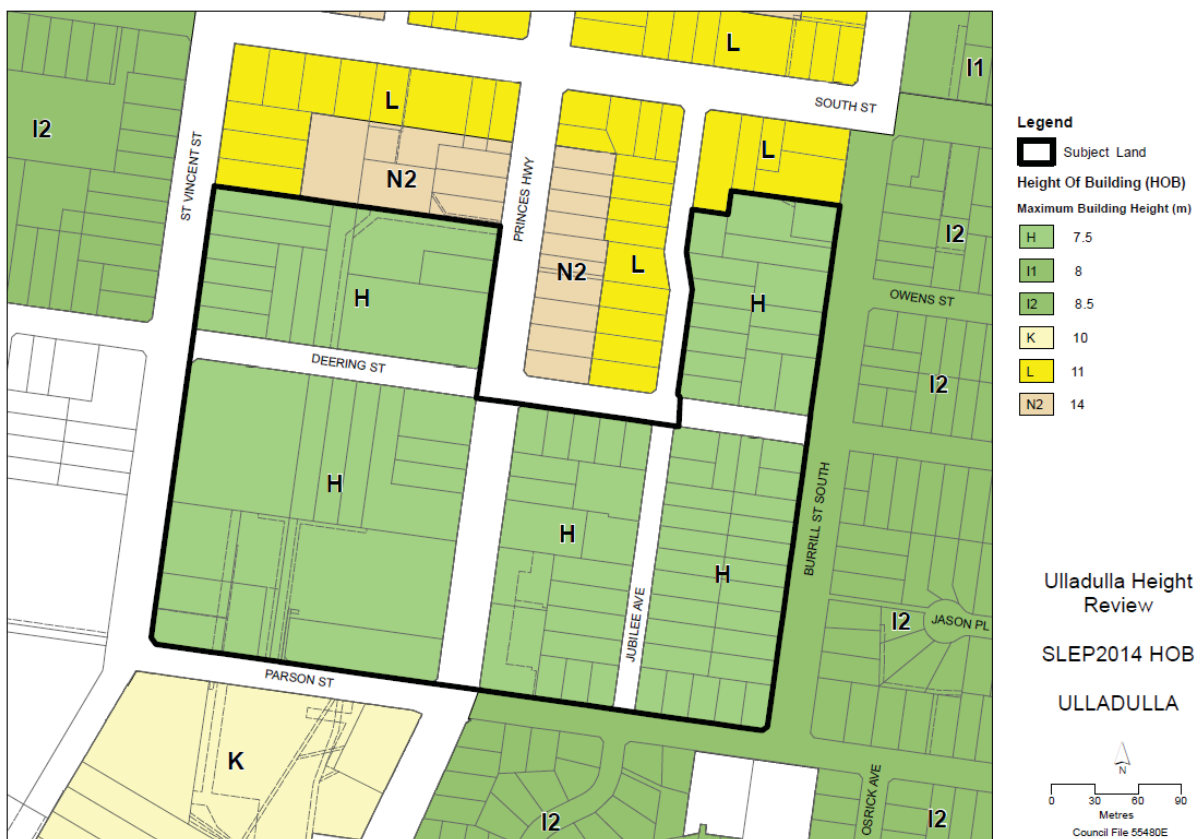 L
I1
SOUTH ST
L
I2
ST VINCENT ST
L
N2
PRINCES HWY
I2
N2
L
H
H
OWENS ST
DEERING ST
I2
H
H
H
BURRILL ST SOUTH
JUBILEE AVE
I2
JASON PL
PARSON ST
K
I2
OSRICK AVE
I2
Legend
Subject Land
Height Of Building (HOB)
Maximum Building Height (m)
H 7.5
I1 8
I2 8.5
K 10
L 11
N2 14
Ulladulla Height
Review
SLEP2014 HOB
ULLADULLA
N
0 30 60 90
Metres
Council File 55480E